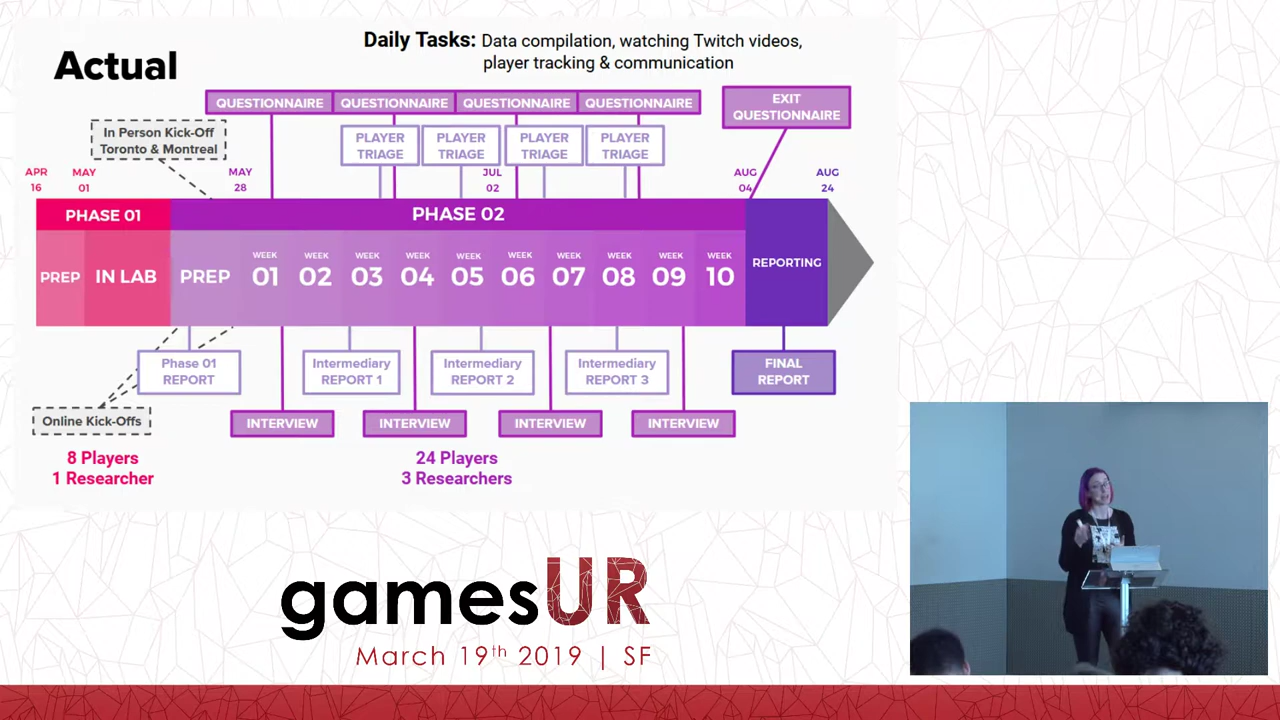 Actual
Daily Tasks: Data compilation, watching Twitch videos,
player tracking & communication
QUESTIONNAIRE QUESTIONNAIRE QUESTIONNAIRE QUESTIONNAIRE
EXIT
QUESTIONNAIRE
In Person Kick-Off
Toronto & Montreal
PLAYER
TRIAGE
PLAYER
TRIAGE
PLAYER
TRIAGE
PLAYER
TRIAGE
APR
16
MAY
01
MAY
28
JUL
02
AUG
04
AUG
24
PHASE 01
PHASE 02
PREP
IN LAB
PREP
WEEK
01
WEEK
02
WEEK
03
WEEK
04
WEEK
05
WEEK
06
WEEK
07
WEEK
08
WEEK
09
WEEK
10
REPORTING
Phase 01
REPORT
Intermediary
REPORT 1
Intermediary
REPORT 2
Intermediary
REPORT 3
FINAL
REPORT
Online Kick-Offs
INTERVIEW
INTERVIEW
INTERVIEW
INTERVIEW
8 Players
1 Researcher
24 Players
3 Researchers
gamesUR
March 19th 2019 | SF